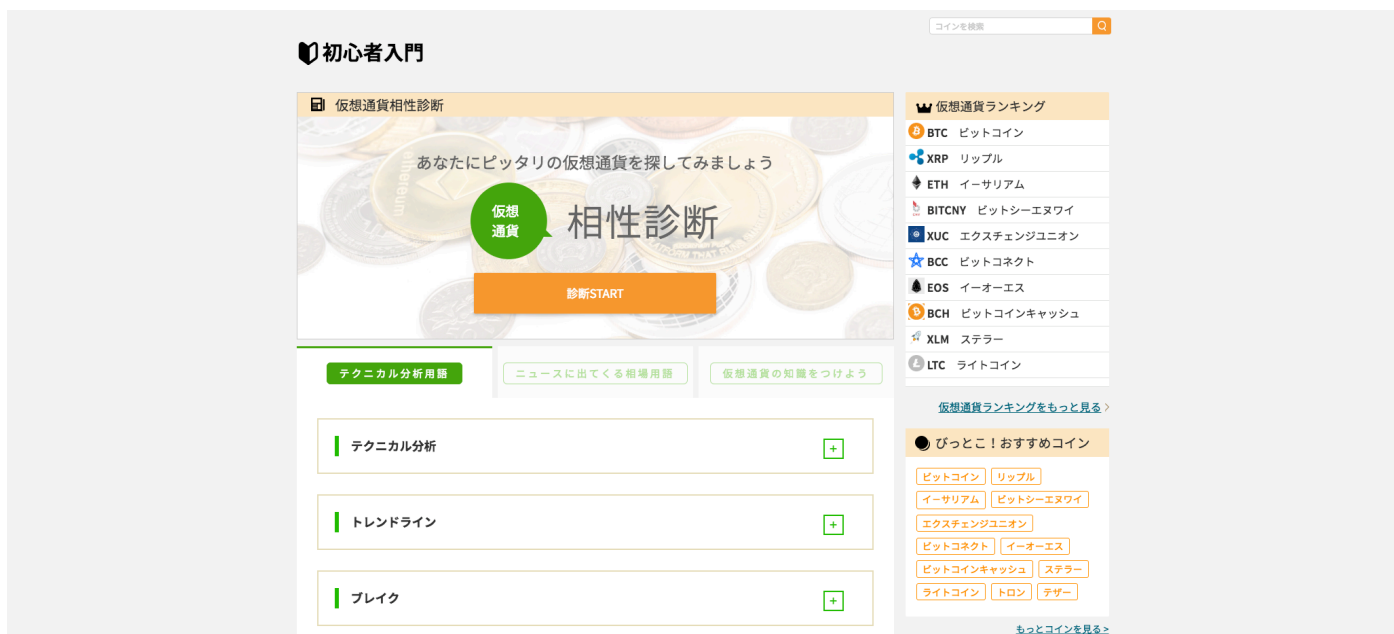 コインを検索
初心者入門
仮想通貨相性診断
あなたにピッタリの仮想通貨を探してみましょう
仮想
通貨
相性診断
診断START
テクニカル分析用語
ニュースに出てくる相場用語
仮想通貨の知識をつけよう
テクニカル分析
+
トレンドライン
+
ブレイク
+
仮想通貨ランキング
BTC ビットコイン
XRP リップル
ETH イーサリアム
BITCNY ビットシーエヌワイ
XUC エクスチェンジユニオン
BCC ビットコネクト
EOS イーオーエス
BCH ビットコインキャッシュ
XLM ステラー
LTC ライトコイン
仮想通貨ランキングをもっと見る
びっとこ！おすすめコイン
ビットコイン リップル
イーサリアム ビットシーエヌワイ
エクスチェンジユニオン
ビットコネクト イーオーエス
ビットコインキャッシュ ステラー
ライトコイン トロン テザー
もっとコインを見る >